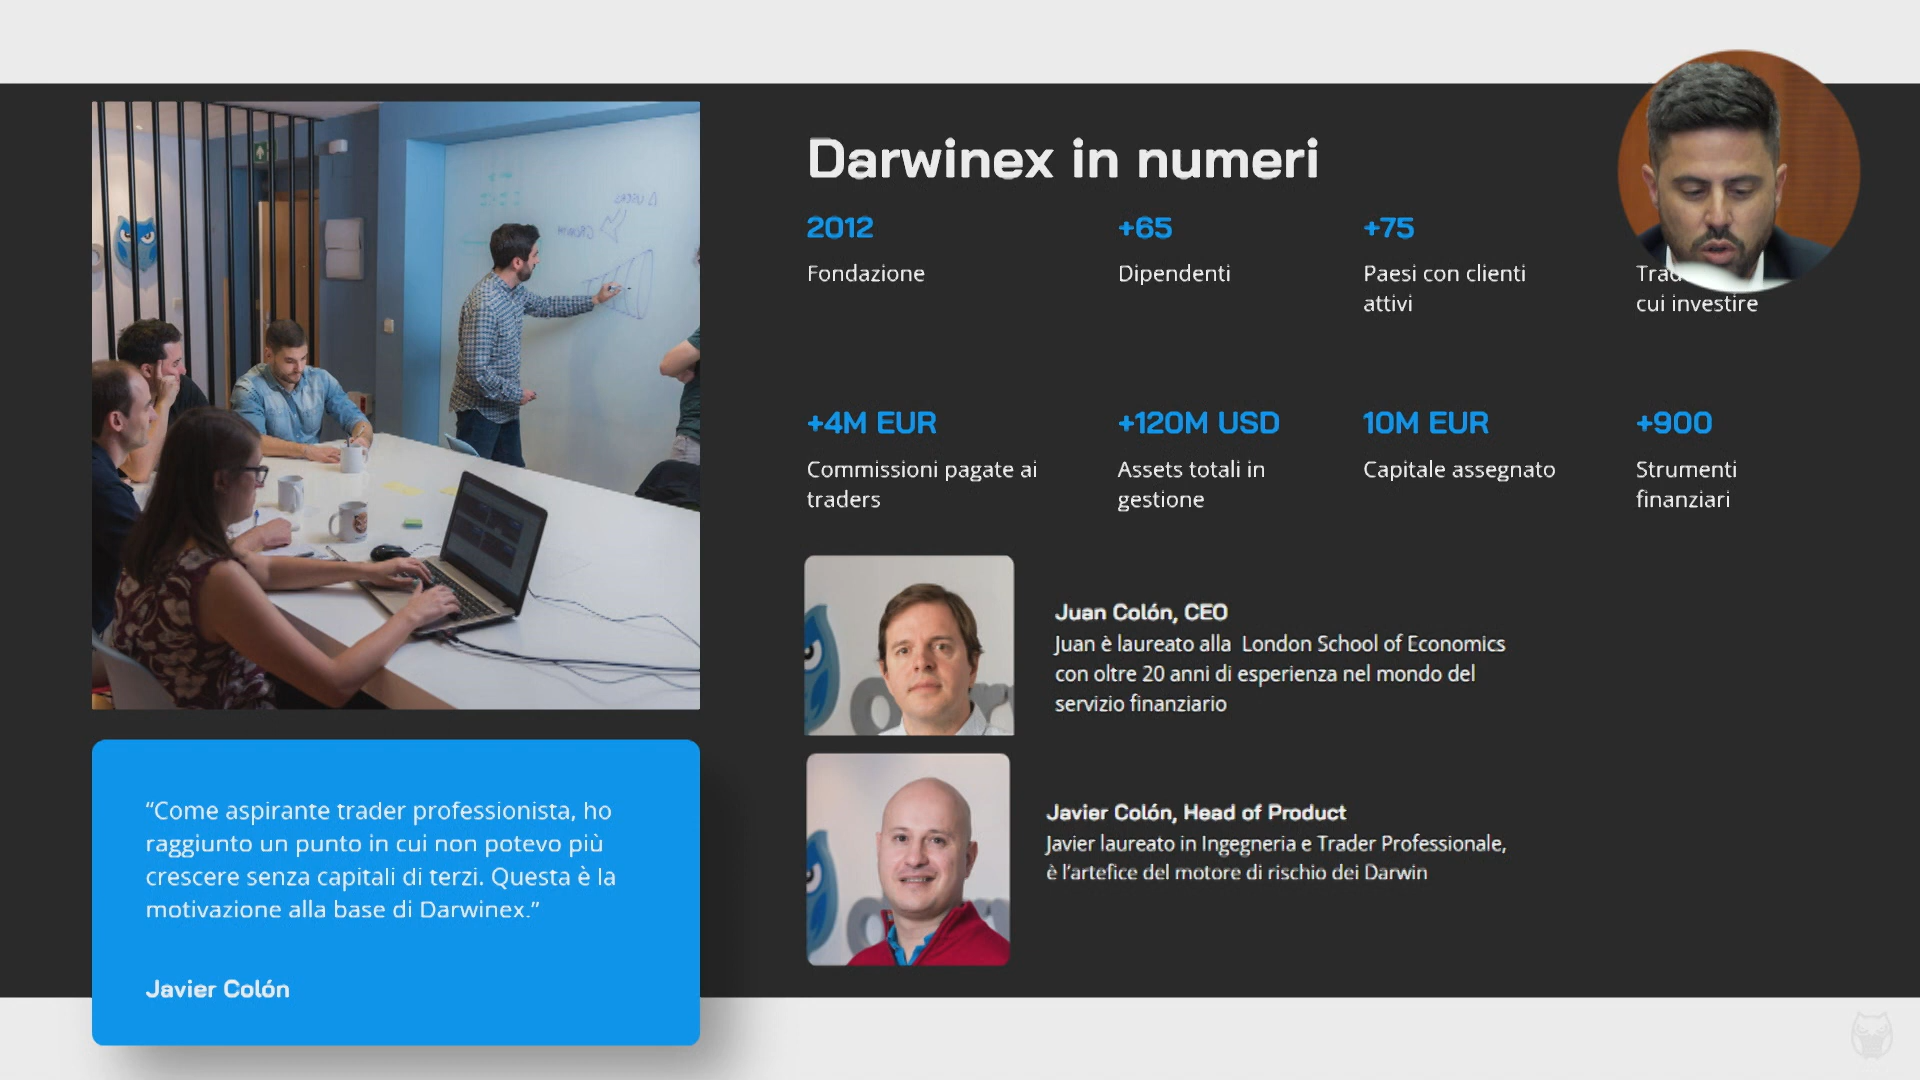 Darwinex in numeri
2012
Fondazione
+65
Dipendenti
+75
Paesi con clienti
attivi
cui investire
+4M EUR
Commissioni pagate ai
traders
+120M USD
Assets totali in
gestione
10M EUR
Capitale assegnato
+900
Strumenti
finanziari
Juan Colón, CEO
Juan è laureato alla London School of Economics
con oltre 20 anni di esperienza nel mondo del
servizio finanziario
Javier Colón, Head of Product
Javier laureato in Ingegneria e Trader Professionale,
è l'artefice del motore di rischio dei Darwin
“Come aspirante trader professionista, ho
raggiunto un punto in cui non potevo più
crescere senza capitali di terzi. Questa è la
motivazione alla base di Darwinex.”
Javier Colón